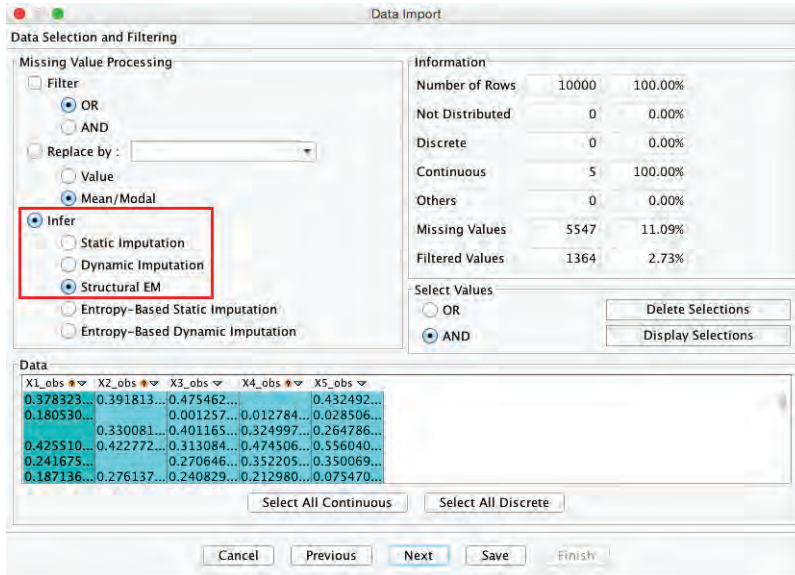 Data Import
Data Selection and Filtering
Missing Value Processing
Filter
OR
AND
Replace by :
Value
Mean/Modal
Infer
Static Imputation
Dynamic Imputation
Structural EM
Entropy-Based Static Imputation
Entropy-Based Dynamic Imputation
Information
Number of Rows 10000 100.00%
Not Distributed 0 0.00%
Discrete 0 0.00%
Continuous 5 100.00%
Others 0 0.00%
Missing Values 5547 11.09%
Filtered Values 1364 2.73%
Select Values
OR
AND
Delete Selections
Display Selections
Data
X1_obs X2_obs X3_obs X4_obs X5_obs
0.378323... 0.391813... 0.475462... 0.432492...
0.180530... 0.001257... 0.012784... 0.028506...
0.330081... 0.401165... 0.324997... 0.264786...
0.425510... 0.422772... 0.313084... 0.474506... 0.556040...
0.241675... 0.270646... 0.352205... 0.350069...
0.187136... 0.276137... 0.240829... 0.212980... 0.075470...
Select All Continuous Select All Discrete
Cancel Previous Next Save Finish